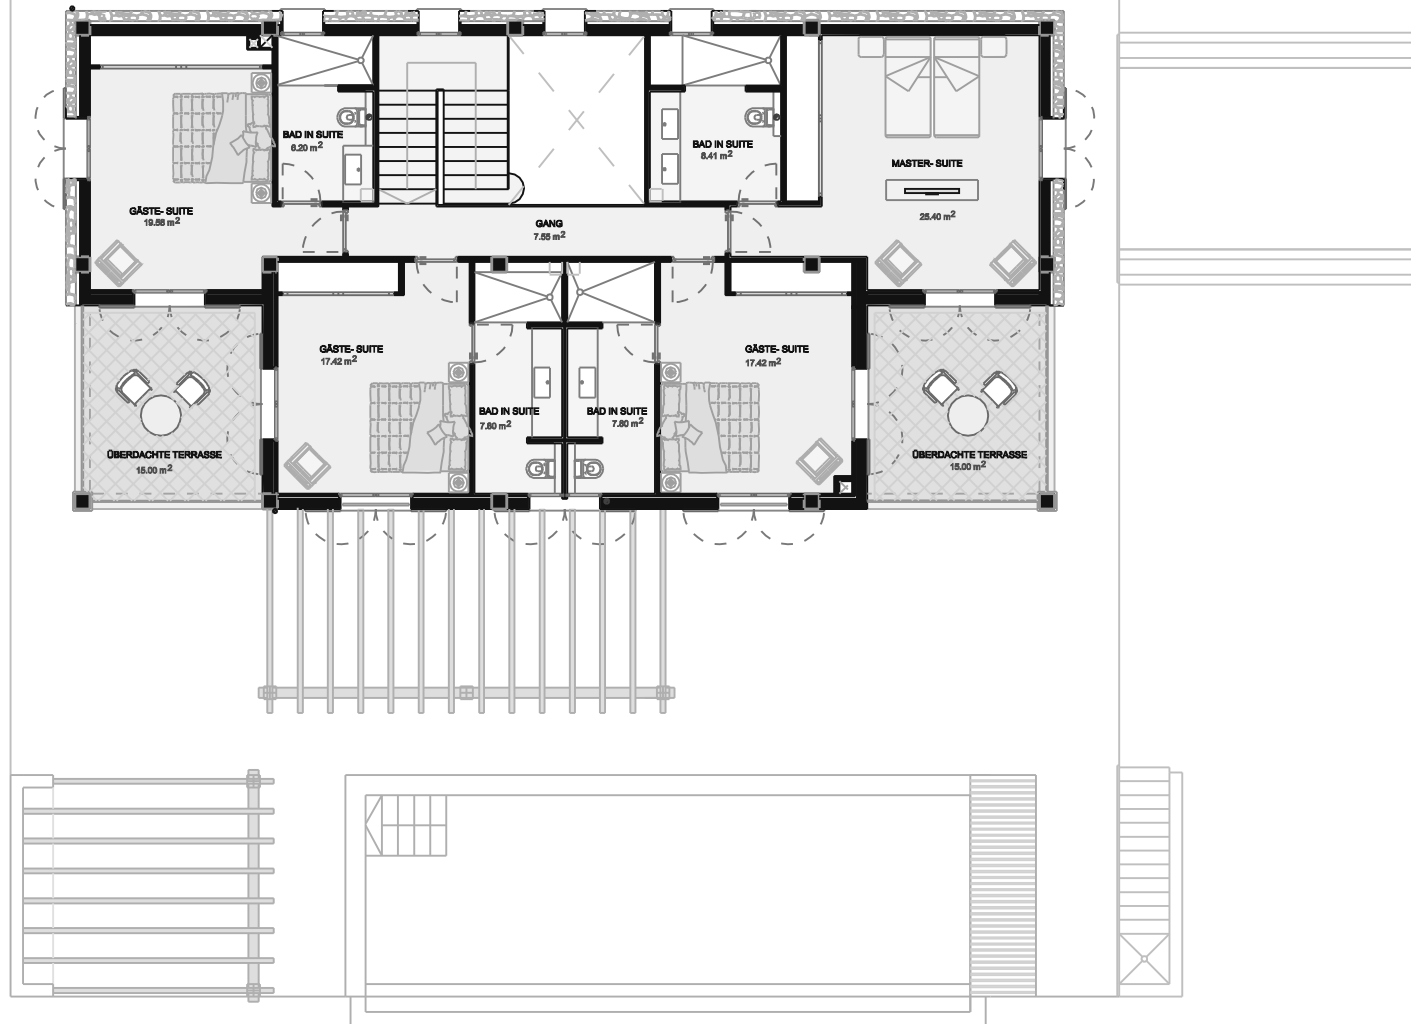 BAD IN SUITE
6.20 m²
BAD IN SUITE
8.41 m²
MASTER- SUITE
25.40 m²
GÄSTE- SUITE
19.58 m²
GANG
7.55 m²
GÄSTE- SUITE
17.42 m²
GÄSTE- SUITE
17.42 m²
BAD IN SUITE
7.60 m²
BAD IN SUITE
7.60 m²
ÜBERDACHTE TERRASSE
15.00 m²
ÜBERDACHTE TERRASSE
15.00 m²